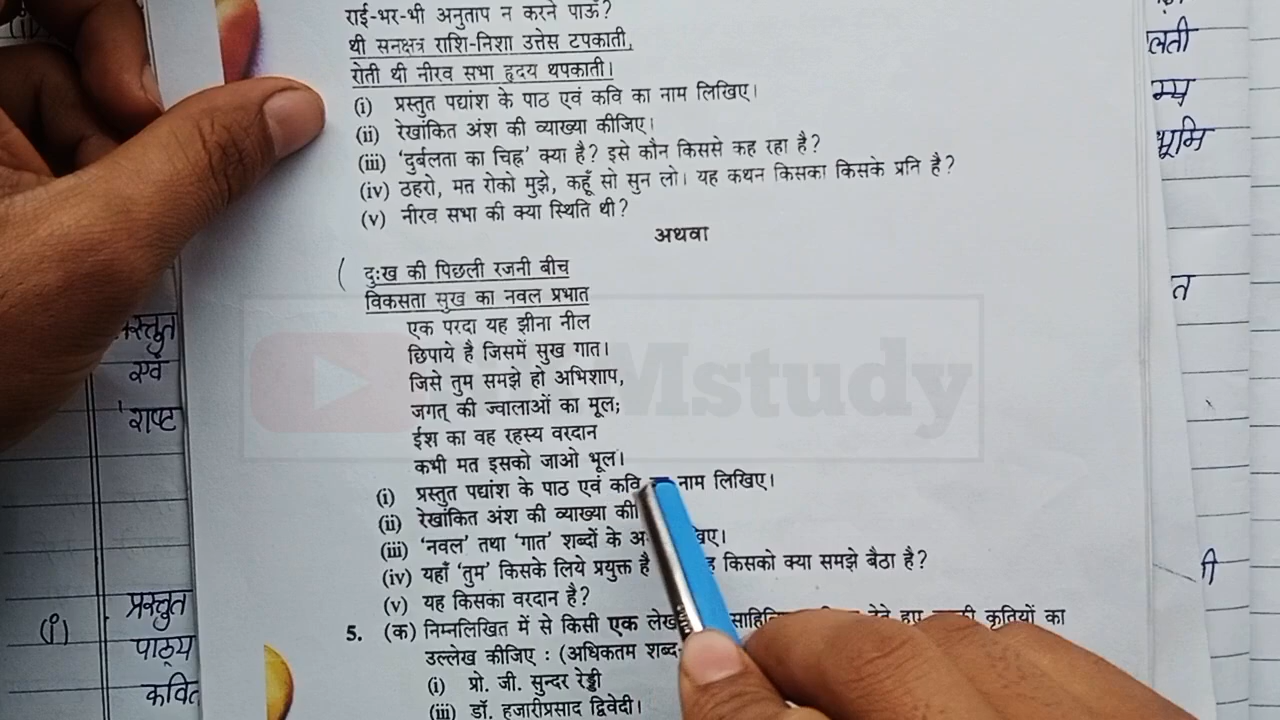 राई-भर-भी अनुताप न करने पाऊँ?
थी सनक्षत्र राशि-निशा उत्तेस टपकाती,
रोती थी नीरव सभा हृदय थपकाती।
(i) प्रस्तुत पद्यांश के पाठ एवं कवि का नाम लिखिए।
(ii) रेखांकित अंश की व्याख्या कीजिए।
(iii) ‘दुर्बलता का चिह्न’ क्या है? इसे कौन किससे कह रहा है?
(iv) ठहरो, मत रोको मुझे, कहूँ सो सुन लो। यह कथन किसका किसके प्रनि है?
(v) नीरव सभा की क्या स्थिति थी?
अथवा
दुःख की पिछली रजनी बीच
विकसता सुख का नवल प्रभात
एक परदा यह झीना नील
छिपाये है जिसमें सुख गात।
जिसे तुम समझे हो अभिशाप,
जगत् की ज्वालाओं का मूल;
ईश का वह रहस्य वरदान
कभी मत इसको जाओ भूल।
(i) प्रस्तुत पद्यांश के पाठ एवं कवि नाम लिखिए।
(ii) रेखांकित अंश की व्याख्या की
(iii) ‘नवल’ तथा ‘गात’ शब्दों के
(iv) यहाँ ‘तुम’ किसके लिये प्रयुक्त है किसको क्या समझे बैठा है?
(v) यह किसका वरदान है?
5. (क) निम्नलिखित में से किसी एक कृतियों का
उल्लेख कीजिए : (अधिकतम शब्द-
(i) प्रो. जी. सुन्दर रेड्डी
(iii) डॉ. हजारीप्रसाद द्विवेदी।
Mstudy
लती
म्य
भूमि
त
एवं
(i) प्रस्तुत
पाठ्य